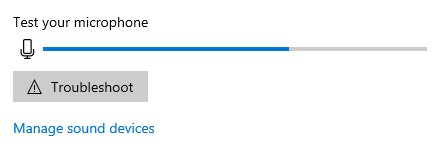 Test your microphone
Troubleshoot
Manage sound devices